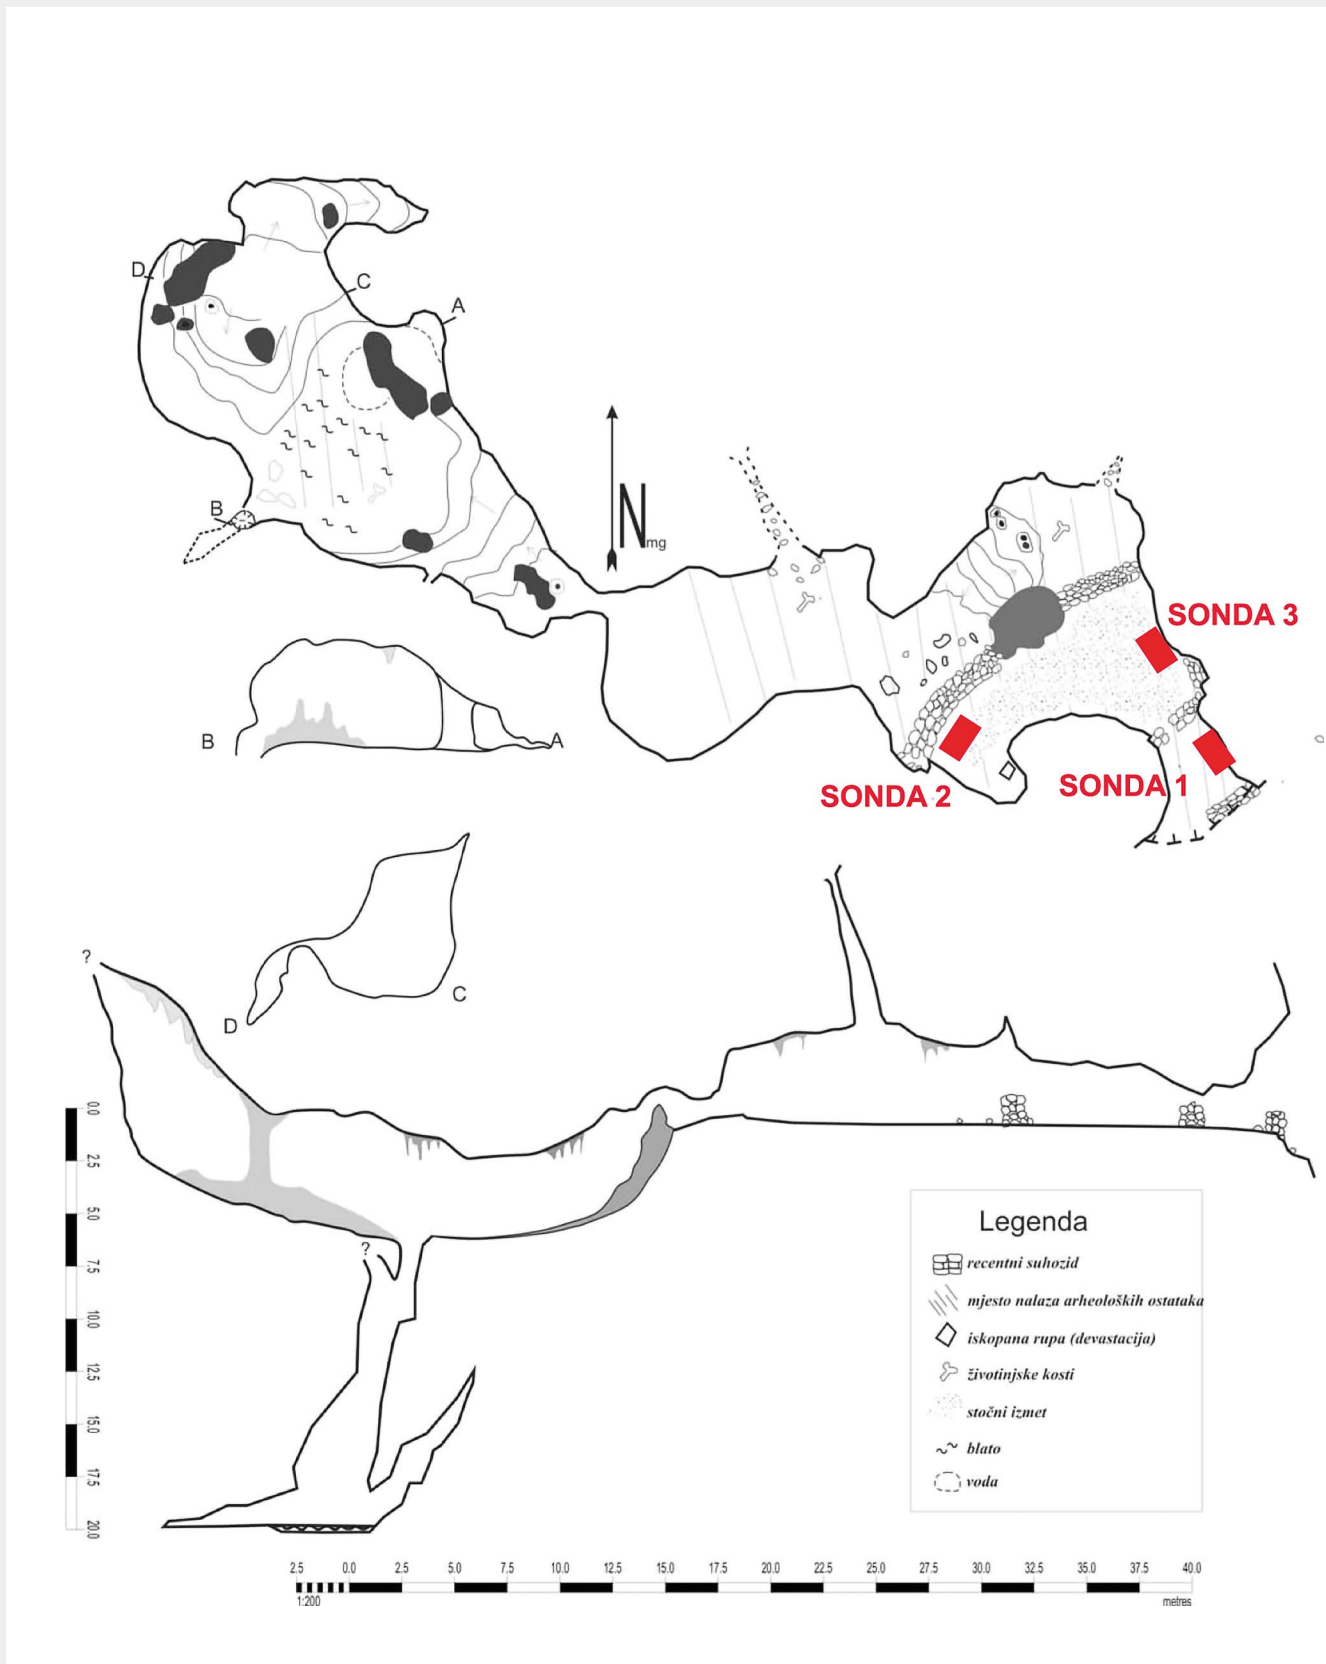 D
C
A
B
N
mg
SONDA 3
SONDA 2
SONDA 1
B
A
D
C
?
0.0
2.5
5.0
7.5
10.0
12.5
15.0
17.5
20.0
?
Legenda
recentni suhozid
mjesto nalaza arheoloških ostataka
iskopana rupa (devastacija)
životinjske kosti
stočni izmet
blato
voda
2.5 0.0 2.5 5.0 7.5 10.0 12.5 15.0 17.5 20.0 22.5 25.0 27.5 30.0 32.5 35.0 37.5 40.0
1:200 metres